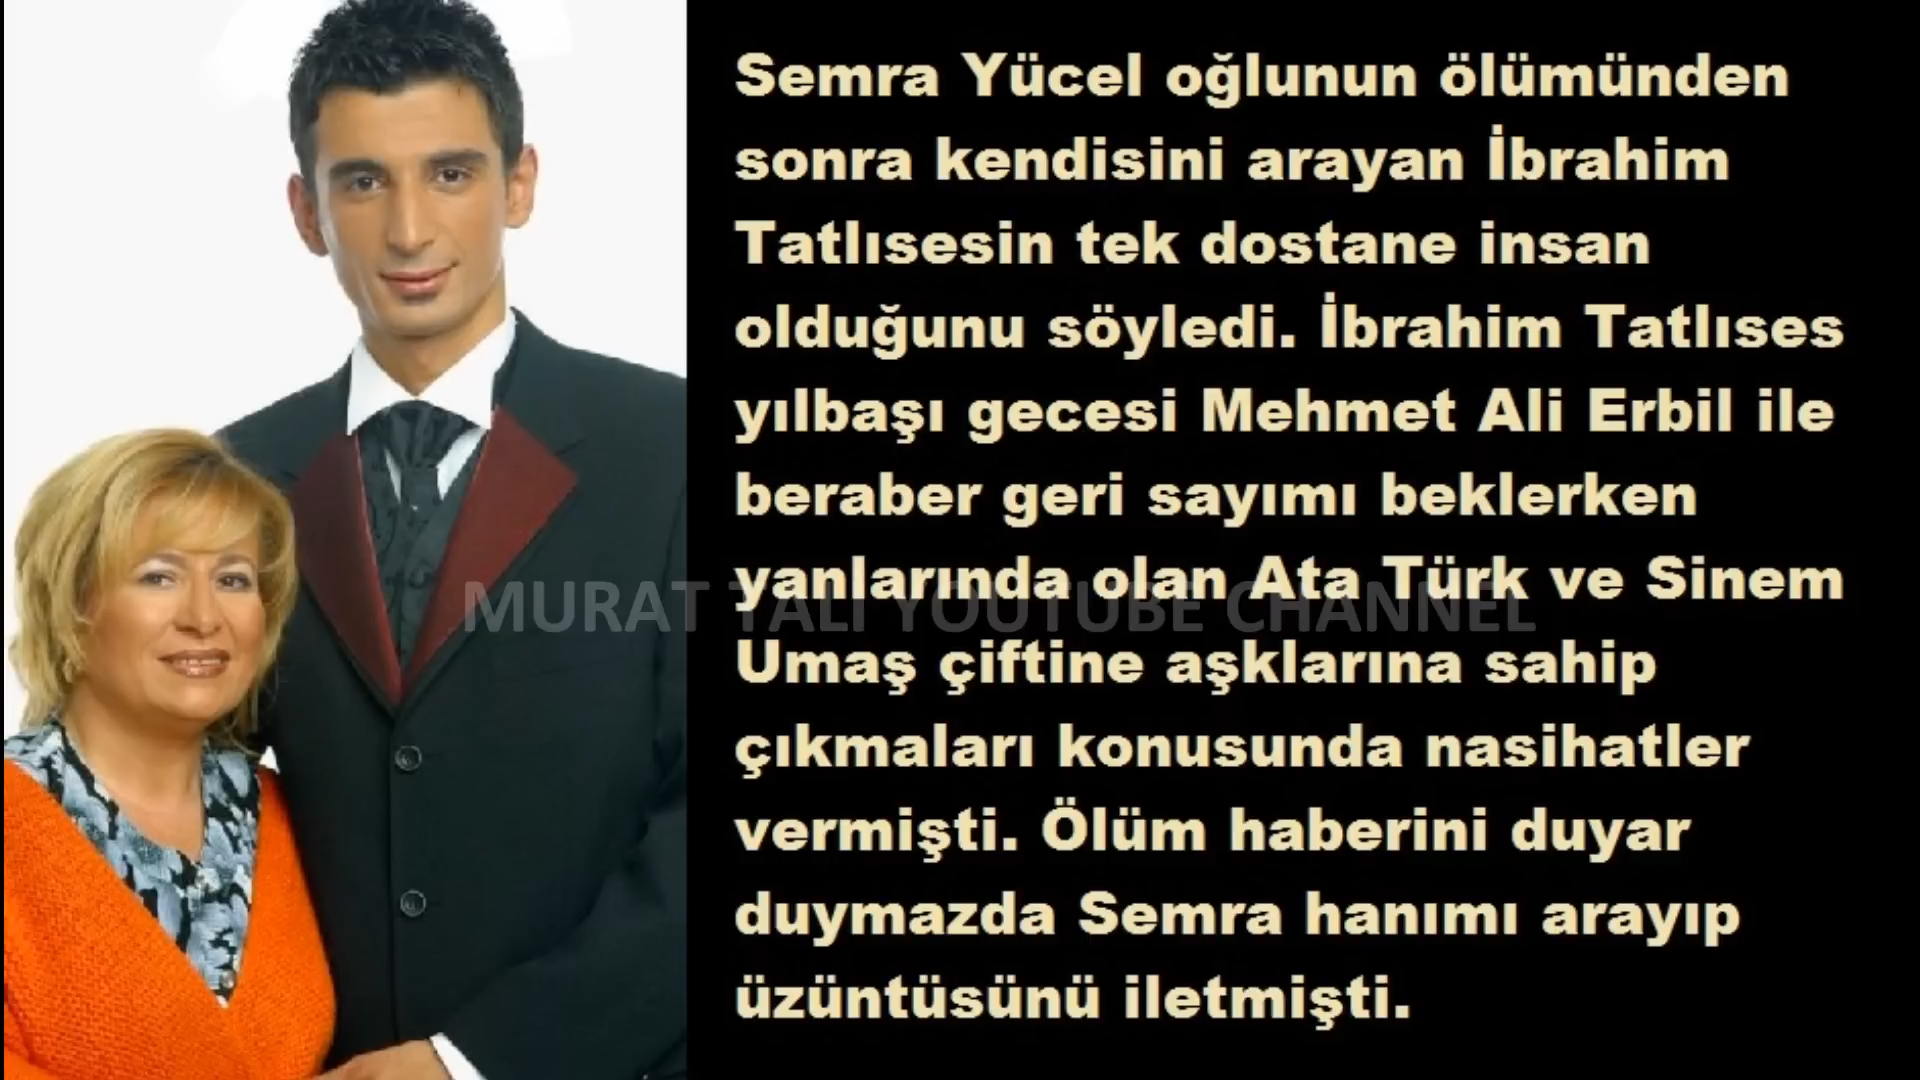 Semra Yücel oğlunun ölümünden
sonra kendisini arayan İbrahim
Tatlısesin tek dostane insan
olduğunu söyledi. İbrahim Tatlıses
yılbaşı gecesi Mehmet Ali Erbil ile
beraber geri sayımı beklerken
yanlarında olan Ata Türk ve Sinem
MURAT TALI YOUTUBE CHANNEL
Umaş çiftine aşklarına sahip
çıkmaları konusunda nasihatler
vermişti. Ölüm haberini duyar
duymazda Semra hanımı arayıp
üzüntüsünü iletmişti.